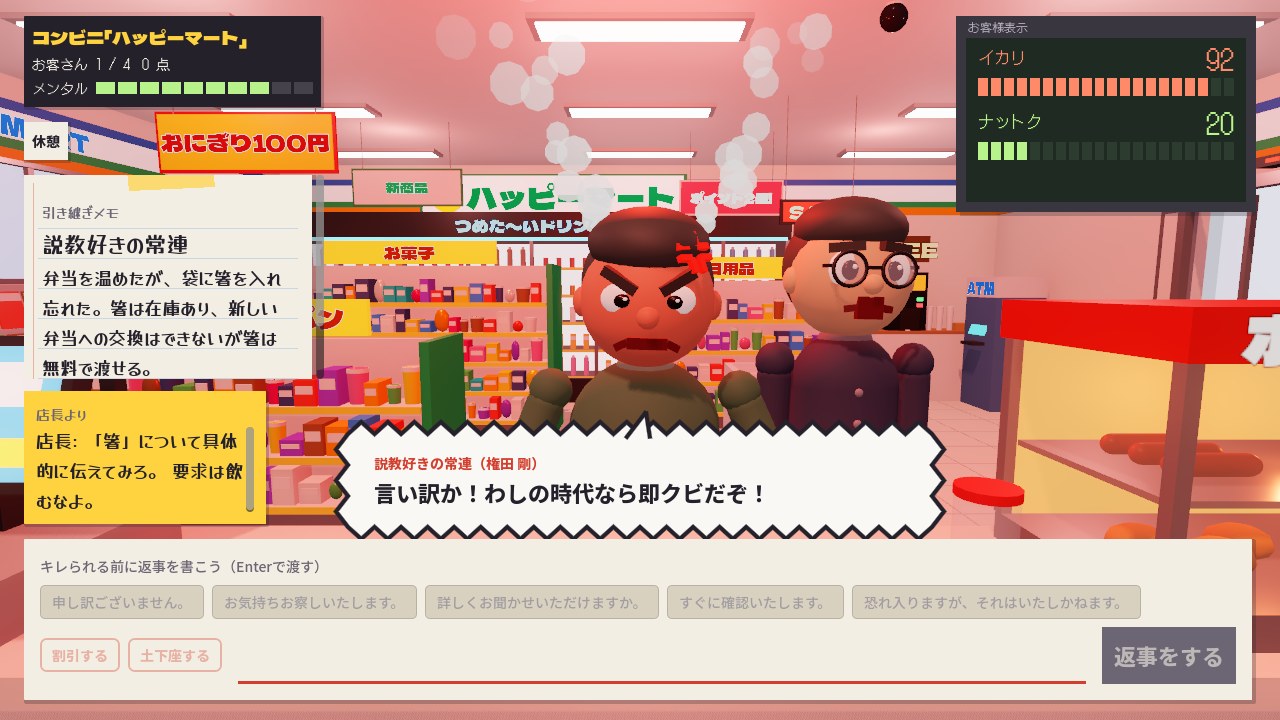 コンビニ「ハッピーマート」
お客さん 1/4 0点
メンタル
お客様表示
イカリ 92
ナットク 20
休憩
おにぎり100円
新商品
ハッピーマート
つめた〜いドリン
お菓子
日用品
ATM
引き継ぎメモ
説教好きの常連
弁当を温めたが、袋に箸を入れ
忘れた。箸は在庫あり、新しい
弁当への交換はできないが箸は
無料で渡せる。
店長より
店長: 「箸」について具体
的に伝えてみろ。 要求は飲
むなよ。
説教好きの常連（権田 剛）
言い訳か！わしの時代なら即クビだぞ！
キレられる前に返事を書こう（Enterで渡す）
申し訳ございません。
お気持ちお察しいたします。
詳しくお聞かせいただけますか。
すぐに確認いたします。
恐れ入りますが、それはいたしかねます。
割引する
土下座する
返事をする